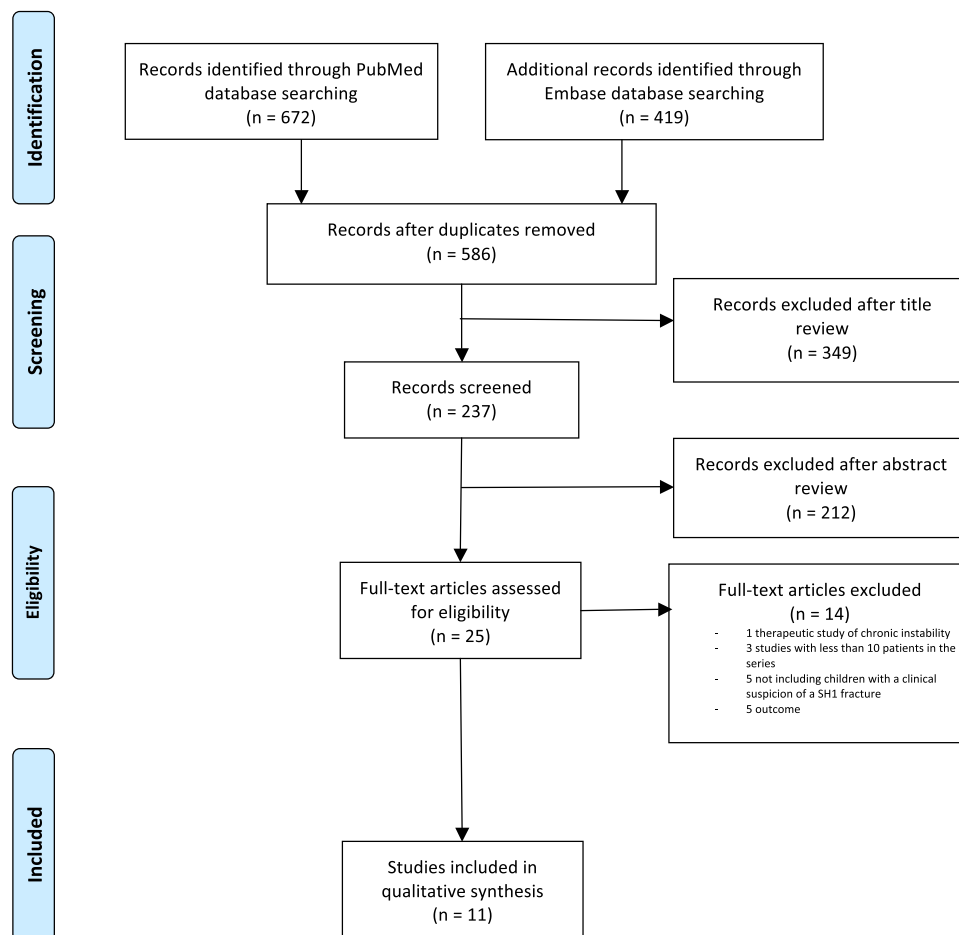 Identification
Records identified through PubMed
database searching
(n = 672)
Additional records identified through
Embase database searching
(n = 419)
Records after duplicates removed
(n = 586)
Screening
Records excluded after title
review
(n = 349)
Records screened
(n = 237)
Records excluded after abstract
review
(n = 212)
Eligibility
Full-text articles assessed
for eligibility
(n = 25)
Full-text articles excluded
(n = 14)
- 1 therapeutic study of chronic instability
- 3 studies with less than 10 patients in the
series
- 5 not including children with a clinical
suspicion of a SH1 fracture
- 5 outcome
Included
Studies included in
qualitative synthesis
(n = 11)